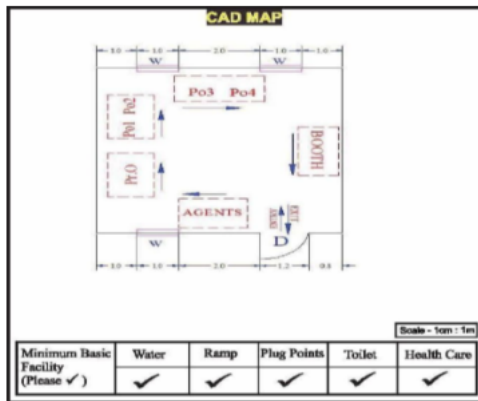 CAD MAP
1.0 1.0 2.0 1.0 1.0
W W
Po3 Po4
Po1 Po2
BOOTH
Pr.O
AGENTS
EXIT
D
W
1.0 1.0 2.0 1.2 0.8
Scale - 1cm : 1m
Minimum Basic Facility (Please ✓) Water Ramp Plug Points Toilet Health Care
✓ ✓ ✓ ✓ ✓